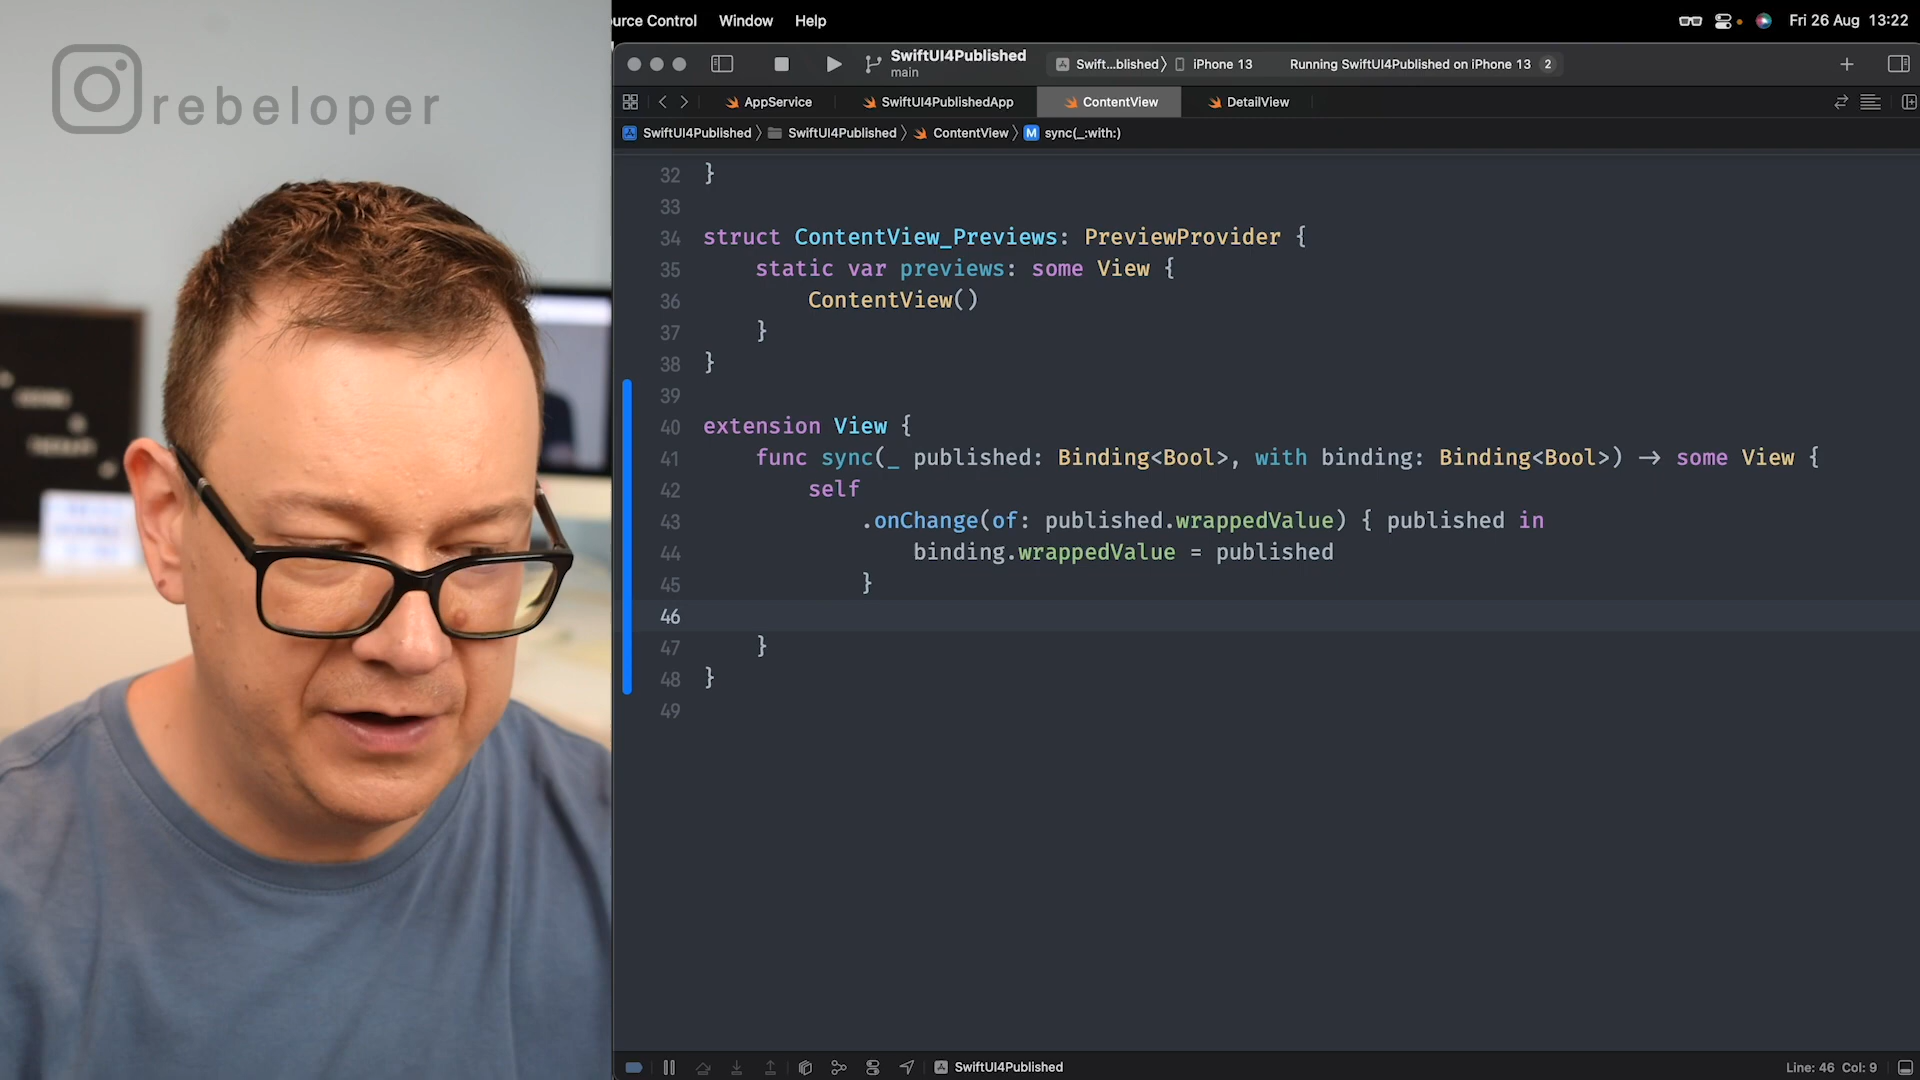 rebeloper
urce Control Window Help
Fri 26 Aug 13:22
SwiftUI4Published
main
Swift...blished⟩ iPhone 13 Running SwiftUI4Published on iPhone 13 2
AppService SwiftUI4PublishedApp ContentView DetailView
SwiftUI4Published ⟩ SwiftUI4Published ⟩ ContentView ⟩ M sync(_:with:)
32 }
33
34 struct ContentView_Previews: PreviewProvider {
35 static var previews: some View {
36 ContentView()
37 }
38 }
39
40 extension View {
41 func sync(_ published: Binding<Bool>, with binding: Binding<Bool>) -> some View {
42 self
43 .onChange(of: published.wrappedValue) { published in
44 binding.wrappedValue = published
45 }
46
47 }
48 }
49
SwiftUI4Published
Line: 46 Col: 9